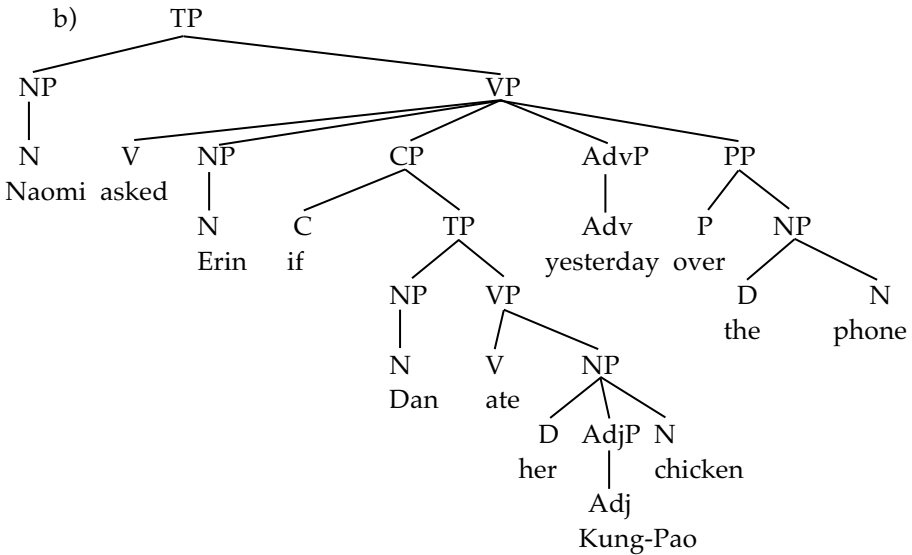 b) TP
NP VP
N V NP CP AdvP PP
Naomi asked
N C TP Adv P NP
Erin if yesterday over
NP VP D N
the phone
N V NP
Dan ate
D AdjP N
her chicken
Adj
Kung-Pao